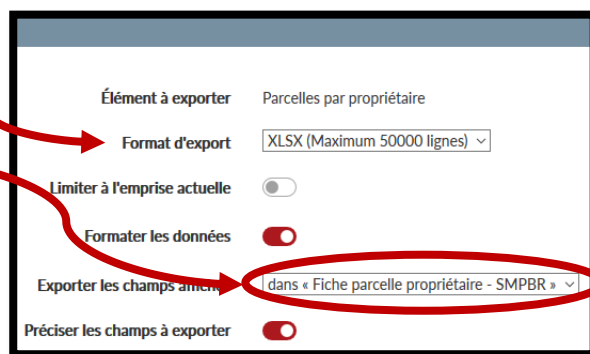 Élément à exporter Parcelles par propriétaire
Format d'export XLSX (Maximum 50000 lignes)
Limiter à l'emprise actuelle
Formater les données
Exporter les champs dans « Fiche parcelle propriétaire - SMPBR »
Préciser les champs à exporter